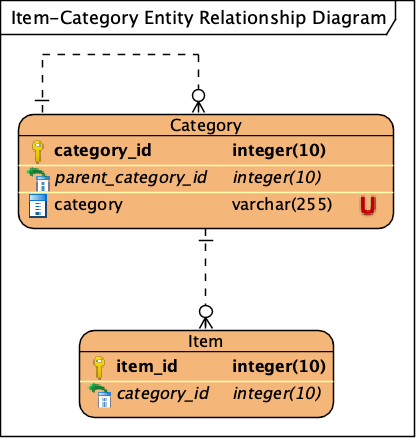 Item-Category Entity Relationship Diagram
Category
category_id integer(10)
parent_category_id integer(10)
category varchar(255) U
Item
item_id integer(10)
category_id integer(10)